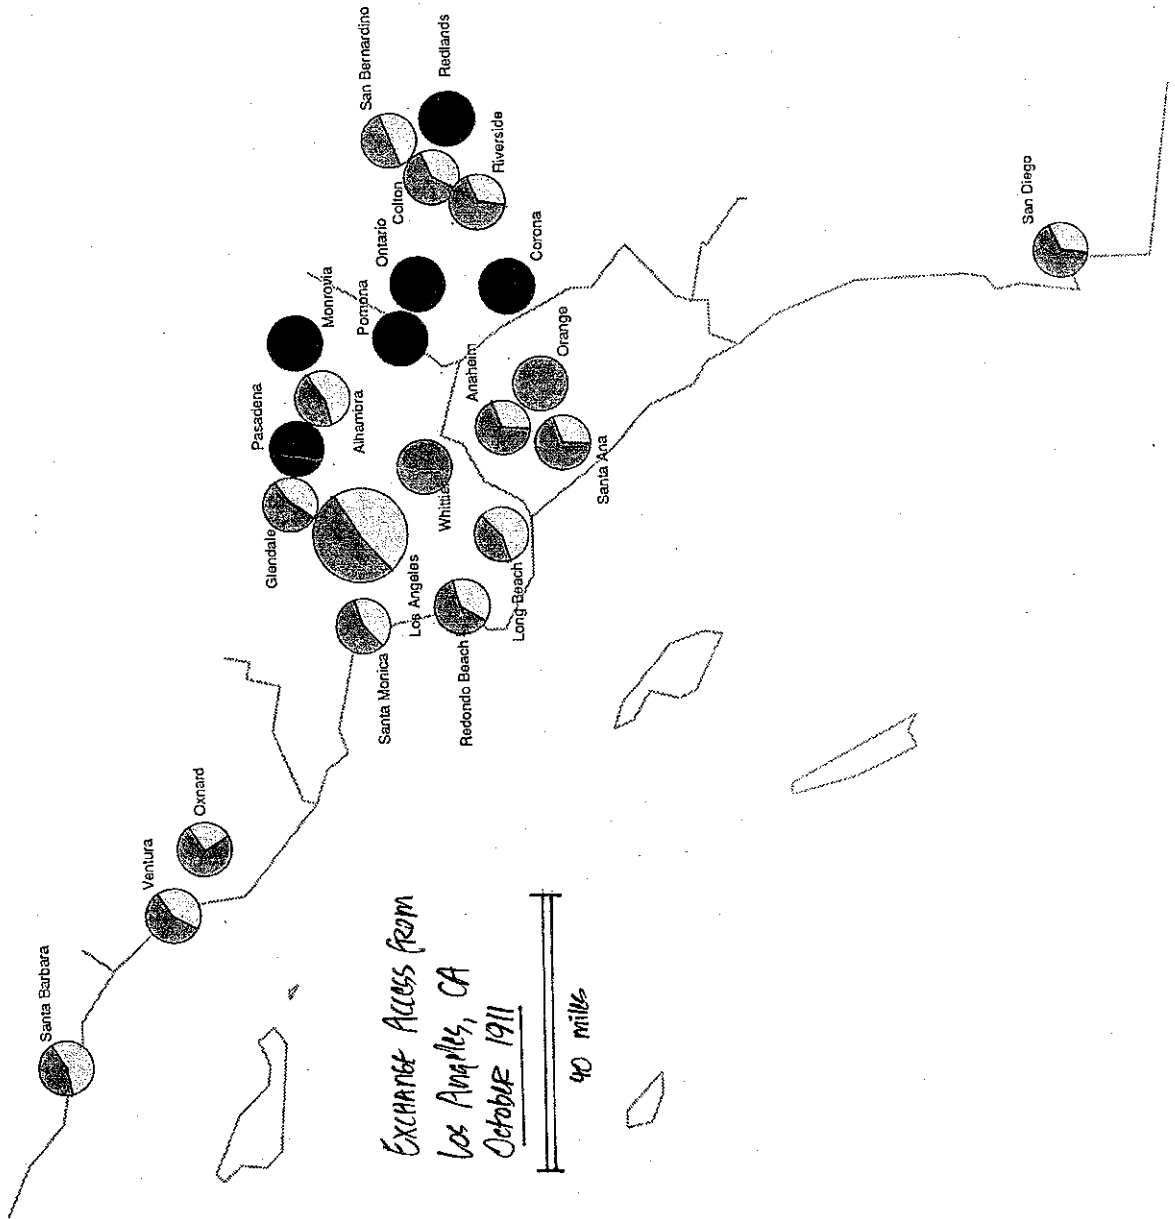 Santa Barbara
Ventura
Oxnard
Santa Monica
Glendale
Los Angeles
Pasadena
Alhambra
Monrovia
Pomona
Ontario
Colton
San Bernardino
Redlands
Riverside
Corona
Whittier
Anaheim
Orange
Santa Ana
Redondo Beach
Long Beach
San Diego
EXCHANGE ACCESS FROM
LOS ANGELES, CA
OCTOBER 1911
40 miles